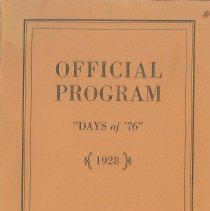 OFFICIAL
PROGRAM
"DAYS of '76"
{ 1928 }